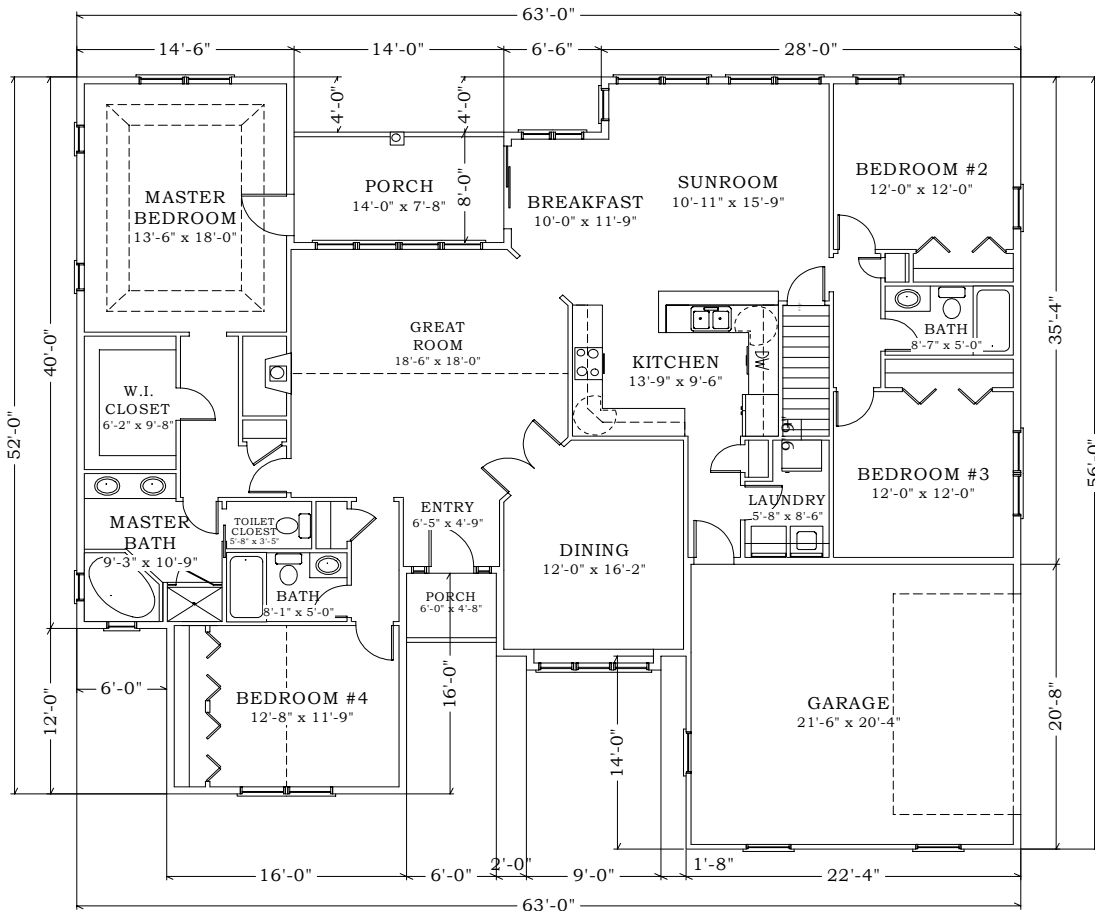 63'-0"
14'-6"
14'-0"
6'-6"
28'-0"
4'-0"
4'-0"
8'-0"
MASTER
BEDROOM
13'-6" x 18'-0"
PORCH
14'-0" x 7'-8"
BREAKFAST
10'-0" x 11'-9"
SUNROOM
10'-11" x 15'-9"
BEDROOM #2
12'-0" x 12'-0"
40'-0"
52'-0"
35'-4"
56'-0"
GREAT
ROOM
18'-6" x 18'-0"
KITCHEN
13'-9" x 9'-6"
DW
BATH
8'-7" x 5'-0"
W.I.
CLOSET
6'-2" x 9'-8"
9'9"
BEDROOM #3
12'-0" x 12'-0"
ENTRY
6'-5" x 4'-9"
LAUNDRY
5'-8" x 8'-6"
MASTER
BATH
9'-3" x 10'-9"
TOILET
CLOEST
5'-8" x 3'-5"
DINING
12'-0" x 16'-2"
BATH
8'-1" x 5'-0"
PORCH
6'-0" x 4'-8"
6'-0"
12'-0"
BEDROOM #4
12'-8" x 11'-9"
16'-0"
14'-0"
GARAGE
21'-6" x 20'-4"
20'-8"
16'-0"
6'-0"
2'-0"
9'-0"
1'-8"
22'-4"
63'-0"